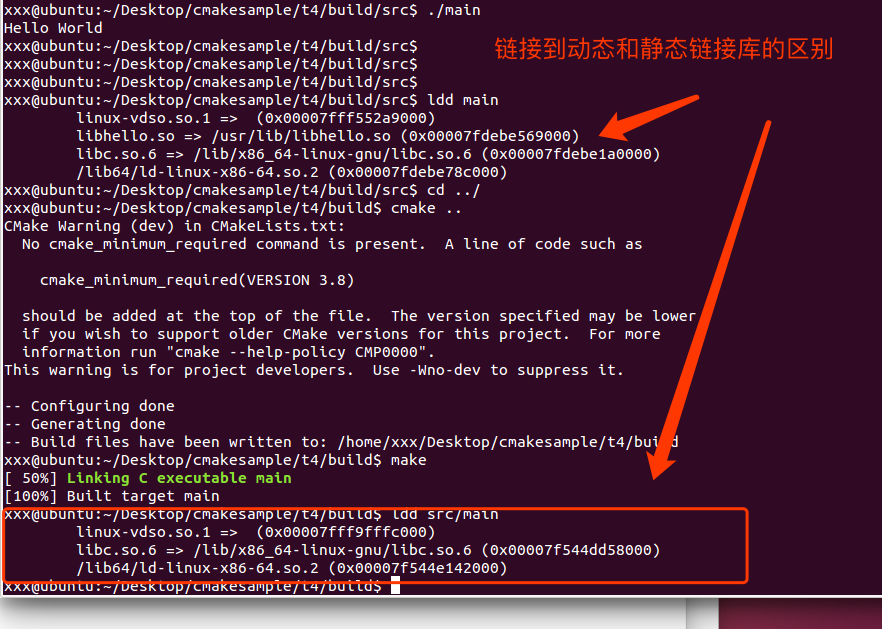 xxx@ubuntu:~/Desktop/cmakesample/t4/build/src$ ./main
Hello World
xxx@ubuntu:~/Desktop/cmakesample/t4/build/src$
链接到动态和静态链接库的区别
xxx@ubuntu:~/Desktop/cmakesample/t4/build/src$
xxx@ubuntu:~/Desktop/cmakesample/t4/build/src$
xxx@ubuntu:~/Desktop/cmakesample/t4/build/src$ ldd main
linux-vdso.so.1 =>  (0x00007fff552a9000)
libhello.so => /usr/lib/libhello.so (0x00007fdebe569000)
libc.so.6 => /lib/x86_64-linux-gnu/libc.so.6 (0x00007fdebe1a0000)
/lib64/ld-linux-x86-64.so.2 (0x00007fdebe78c000)
xxx@ubuntu:~/Desktop/cmakesample/t4/build/src$ cd ../
xxx@ubuntu:~/Desktop/cmakesample/t4/build$ cmake ..
CMake Warning (dev) in CMakeLists.txt:
No cmake_minimum_required command is present.  A line of code such as
cmake_minimum_required(VERSION 3.8)
should be added at the top of the file.  The version specified may be lower
if you wish to support older CMake versions for this project.  For more
information run "cmake --help-policy CMP0000".
This warning is for project developers.  Use -Wno-dev to suppress it.
-- Configuring done
-- Generating done
-- Build files have been written to: /home/xxx/Desktop/cmakesample/t4/build
xxx@ubuntu:~/Desktop/cmakesample/t4/build$ make
[ 50%] Linking C executable main
[100%] Built target main
xxx@ubuntu:~/Desktop/cmakesample/t4/build$ ldd src/main
linux-vdso.so.1 =>  (0x00007fff9fffc000)
libc.so.6 => /lib/x86_64-linux-gnu/libc.so.6 (0x00007f544dd58000)
/lib64/ld-linux-x86-64.so.2 (0x00007f544e142000)
xxx@ubuntu:~/Desktop/cmakesample/t4/build$